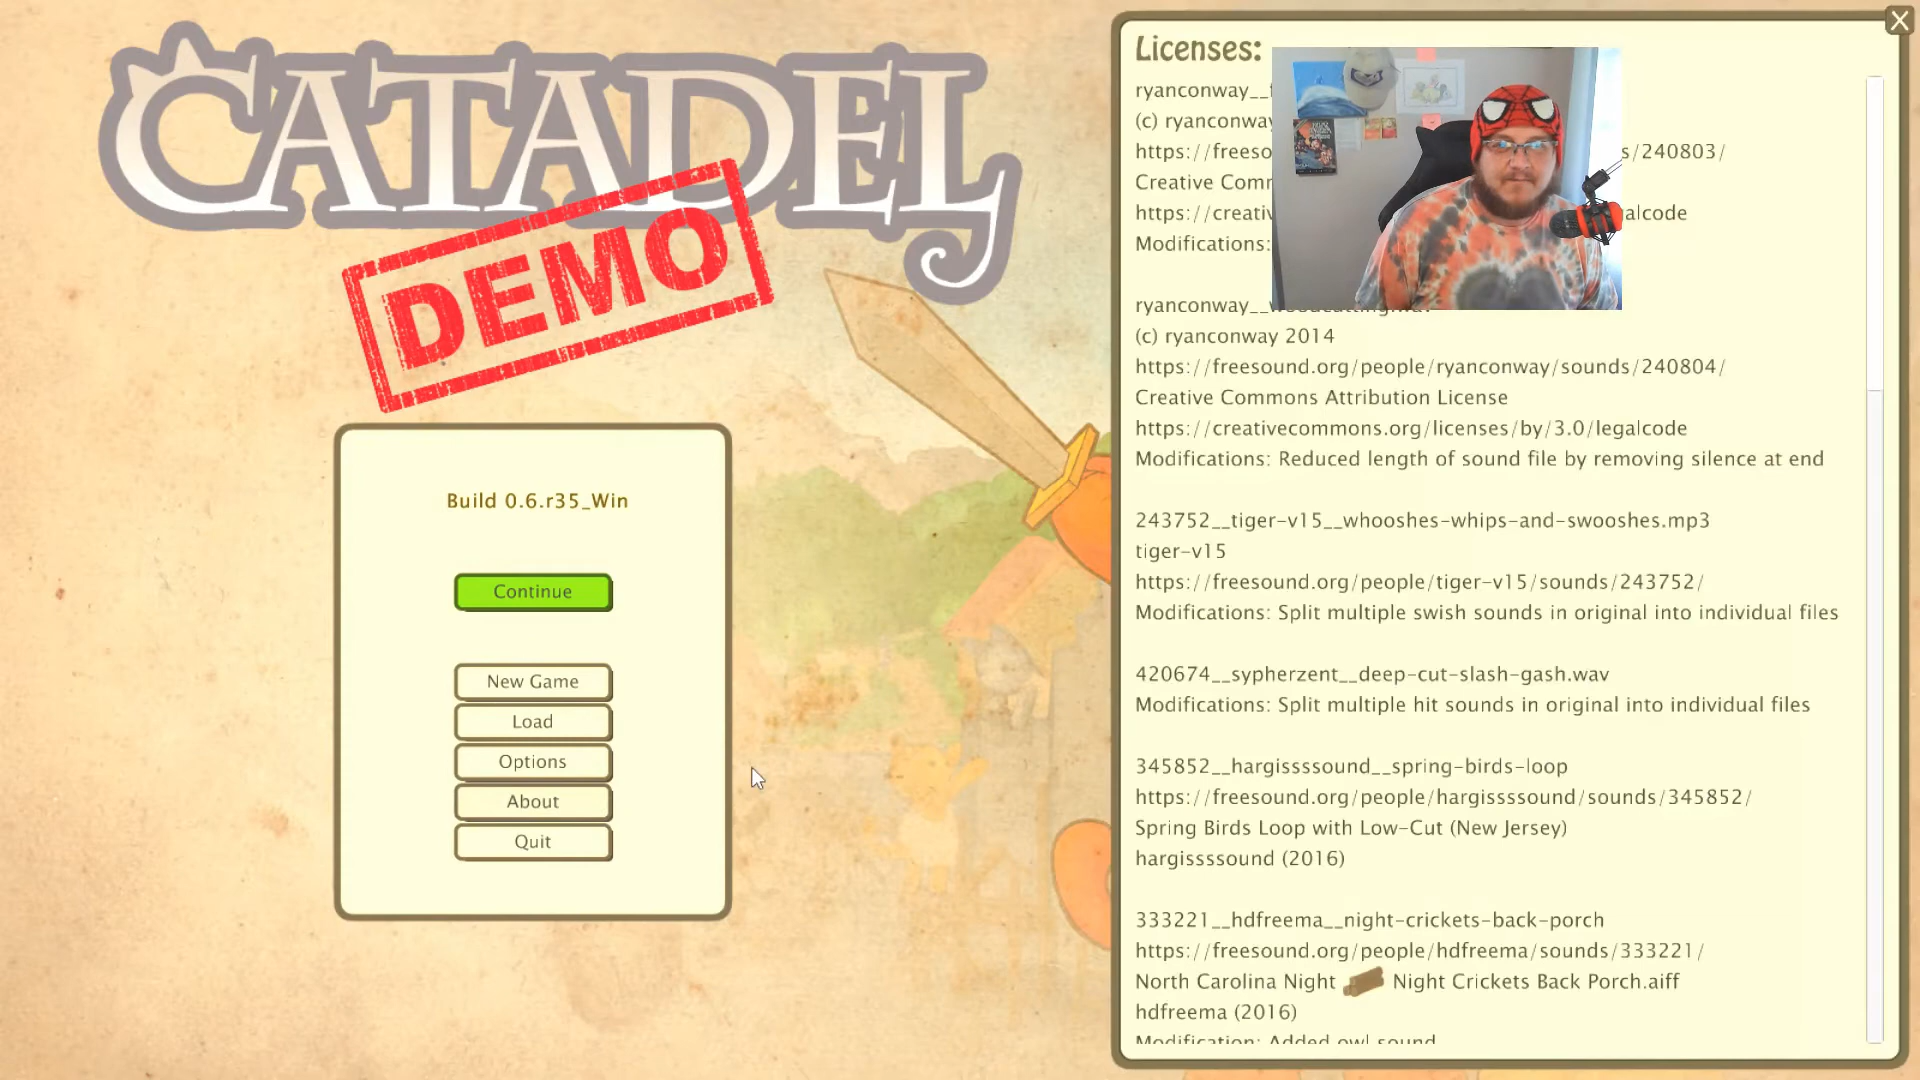 CATADEL
DEMO
Build 0.6.r35_Win
Continue
New Game
Load
Options
About
Quit
Licenses:
ryanconway__
(c) ryanconway
https://freeso s/240803/
Creative Comm
https://creativ alcode
Modifications:
ryanconway__woodcutting.wav
(c) ryanconway 2014
https://freesound.org/people/ryanconway/sounds/240804/
Creative Commons Attribution License
https://creativecommons.org/licenses/by/3.0/legalcode
Modifications: Reduced length of sound file by removing silence at end
243752__tiger-v15__whooshes-whips-and-swooshes.mp3
tiger-v15
https://freesound.org/people/tiger-v15/sounds/243752/
Modifications: Split multiple swish sounds in original into individual files
420674__sypherzent__deep-cut-slash-gash.wav
Modifications: Split multiple hit sounds in original into individual files
345852__hargissssound__spring-birds-loop
https://freesound.org/people/hargissssound/sounds/345852/
Spring Birds Loop with Low-Cut (New Jersey)
hargissssound (2016)
333221__hdfreema__night-crickets-back-porch
https://freesound.org/people/hdfreema/sounds/333221/
North Carolina Night Night Crickets Back Porch.aiff
hdfreema (2016)
Modification: Added owl sound